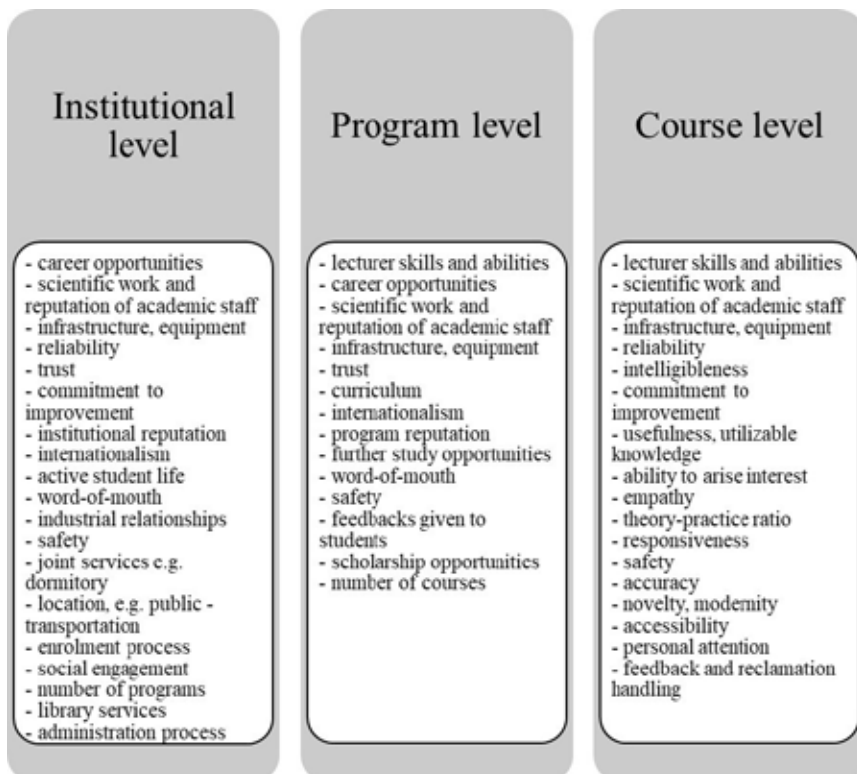 Institutional
level
- career opportunities
- scientific work and
reputation of academic staff
- infrastructure, equipment
- reliability
- trust
- commitment to
improvement
- institutional reputation
- internationalism
- active student life
- word-of-mouth
- industrial relationships
- safety
- joint services e.g.
dormitory
- location, e.g. public -
transportation
- enrolment process
- social engagement
- number of programs
- library services
- administration process
Program level
- lecturer skills and abilities
- career opportunities
- scientific work and
reputation of academic staff
- infrastructure, equipment
- trust
- curriculum
- internationalism
- program reputation
- further study opportunities
- word-of-mouth
- safety
- feedbacks given to
students
- scholarship opportunities
- number of courses
Course level
- lecturer skills and abilities
- scientific work and
reputation of academic staff
- infrastructure, equipment
- reliability
- intelligibleness
- commitment to
improvement
- usefulness, utilizable
knowledge
- ability to arise interest
- empathy
- theory-practice ratio
- responsiveness
- safety
- accuracy
- novelty, modernity
- accessibility
- personal attention
- feedback and reclamation
handling